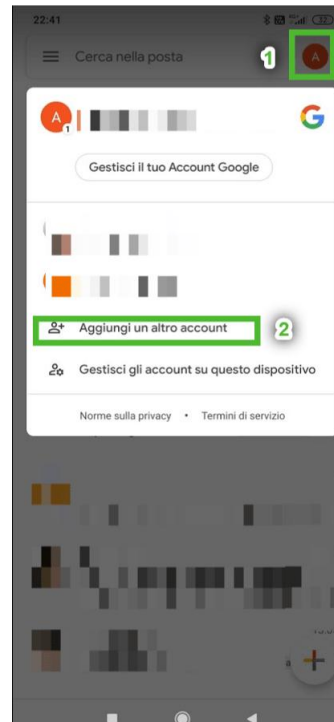 22:41
Cerca nella posta
1
A
A
1
Gestisci il tuo Account Google
Aggiungi un altro account
2
Gestisci gli account su questo dispositivo
Norme sulla privacy • Termini di servizio